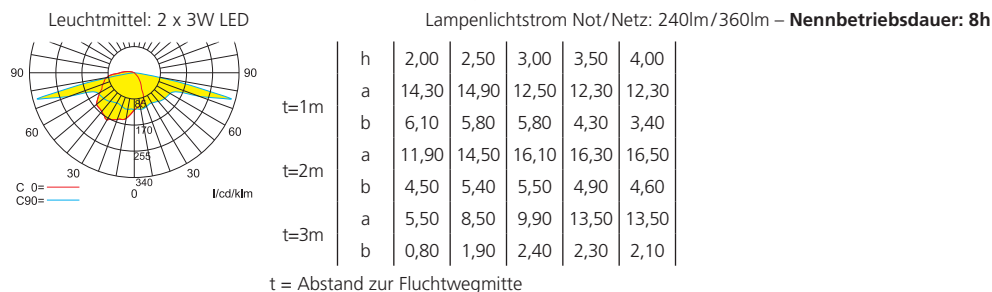 Leuchtmittel: 2 x 3W LED
Lampenlichtstrom Not/Netz: 240lm/360lm – Nennbetriebsdauer: 8h
90 90
60 60
30 30
85
170
255
340
0
C 0=
C90=
I/cd/klm
h 2,00 2,50 3,00 3,50 4,00
t=1m
a 14,30 14,90 12,50 12,30 12,30
b 6,10 5,80 5,80 4,30 3,40
t=2m
a 11,90 14,50 16,10 16,30 16,50
b 4,50 5,40 5,50 4,90 4,60
t=3m
a 5,50 8,50 9,90 13,50 13,50
b 0,80 1,90 2,40 2,30 2,10
t = Abstand zur Fluchtwegmitte